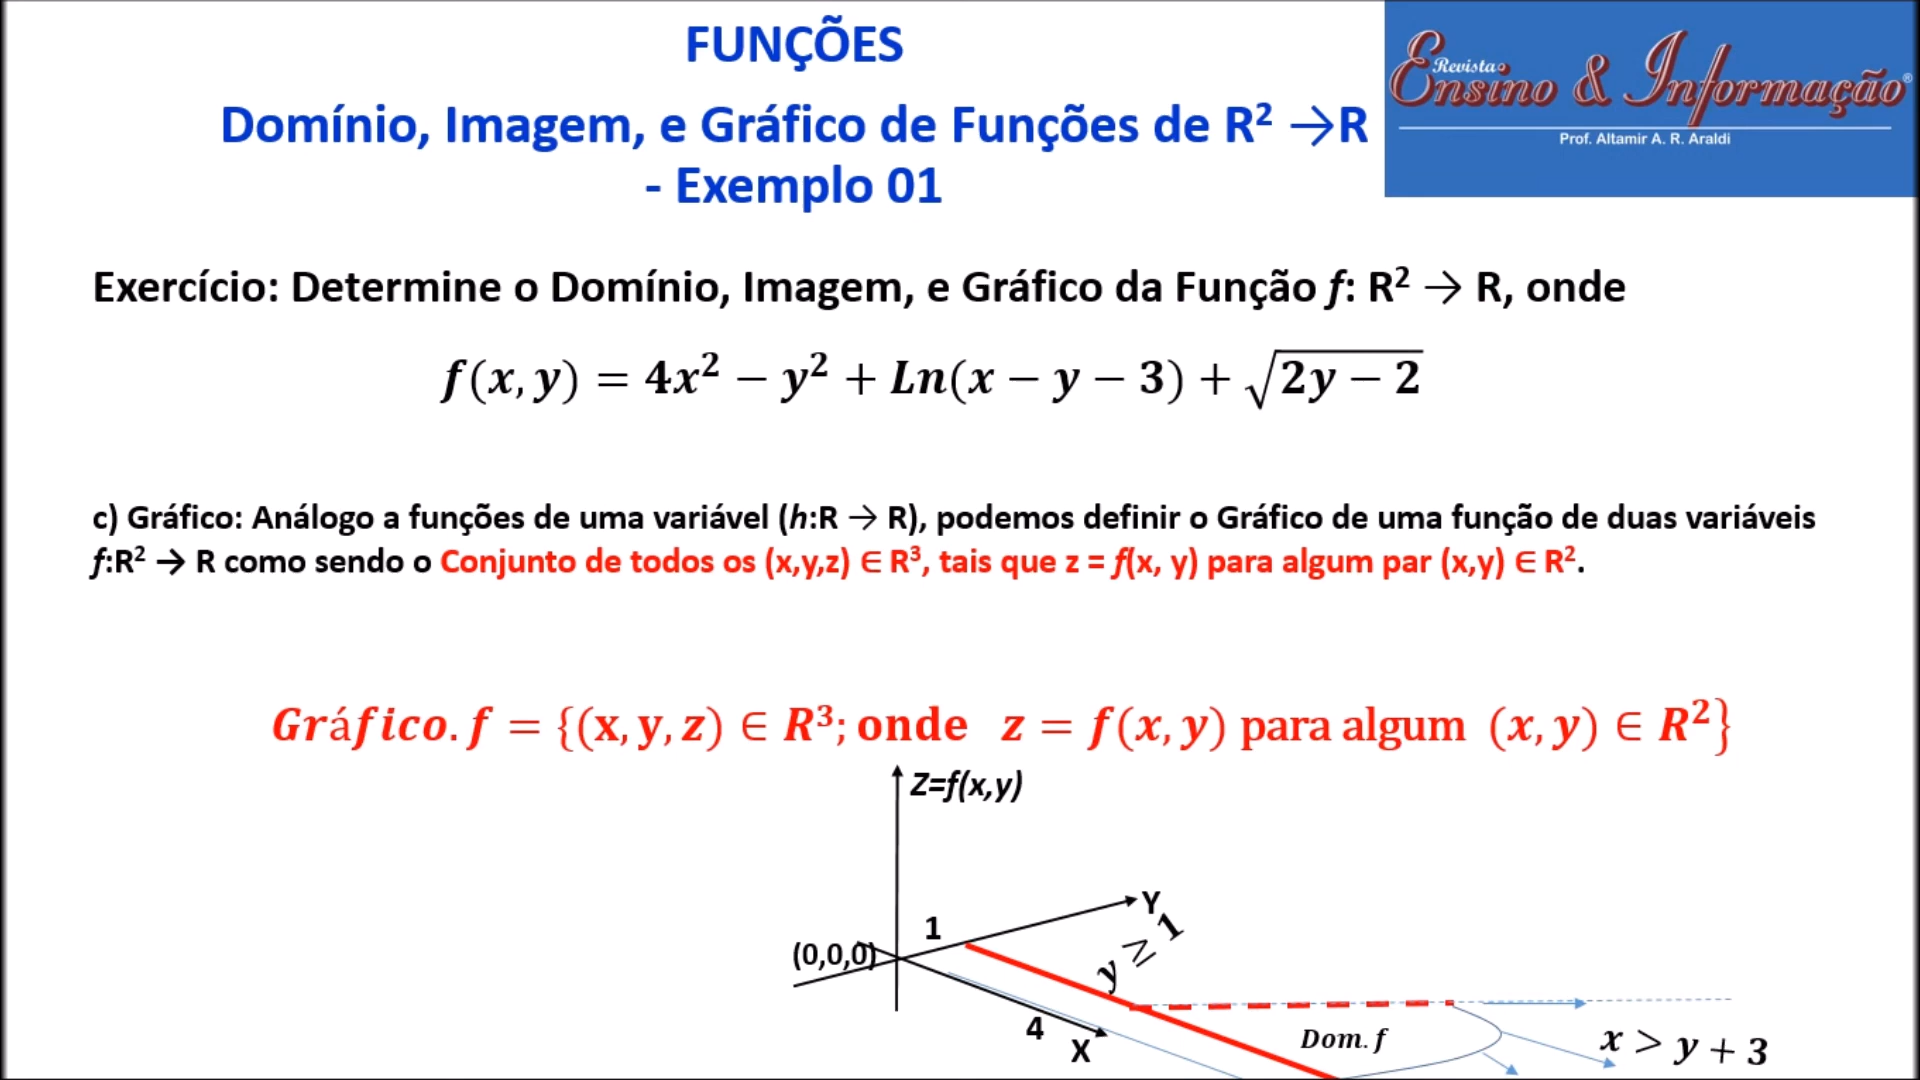 FUNÇÕES
Domínio, Imagem, e Gráfico de Funções de R² →R
- Exemplo 01
Revista
Ensino & Informação®
Prof. Altamir A. R. Araldi
Exercício: Determine o Domínio, Imagem, e Gráfico da Função f: R² → R, onde
f(x, y) = 4x² − y² + Ln(x − y − 3) + √(2y − 2)
c) Gráfico: Análogo a funções de uma variável (h:R → R), podemos definir o Gráfico de uma função de duas variáveis
f:R² → R como sendo o Conjunto de todos os (x,y,z) ∈ R³, tais que z = f(x, y) para algum par (x,y) ∈ R².
Gráfico. f = {(x, y, z) ∈ R³; onde z = f(x, y) para algum (x, y) ∈ R²}
Z=f(x,y)
Y
1
y ≥ 1
(0,0,0)
4
X
Dom. f
x > y + 3